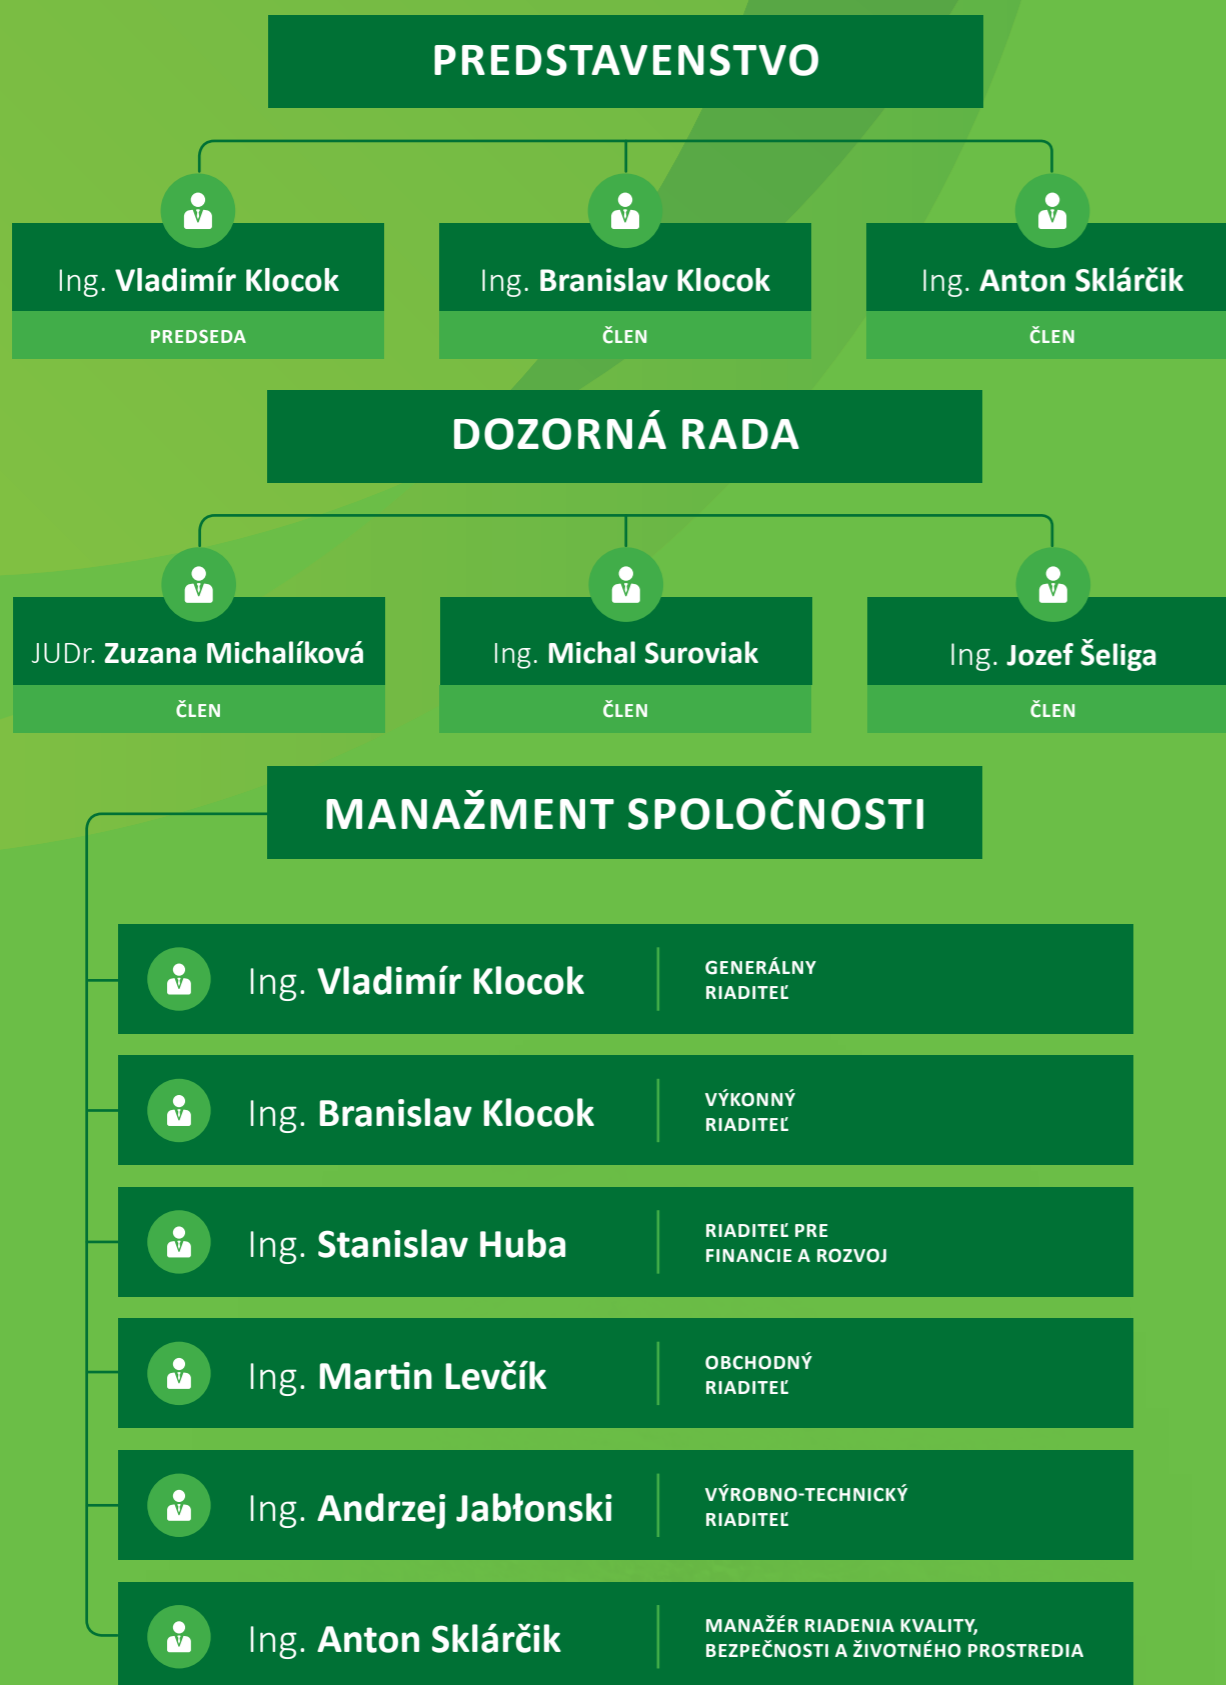 PREDSTAVENSTVO
Ing. Vladimír Klocok
PREDSEDA
Ing. Branislav Klocok
ČLEN
Ing. Anton Sklárčik
ČLEN
DOZORNÁ RADA
JUDr. Zuzana Michalíková
ČLEN
Ing. Michal Suroviak
ČLEN
Ing. Jozef Šeliga
ČLEN
MANAŽMENT SPOLOČNOSTI
Ing. Vladimír Klocok
GENERÁLNY
RIADITEĽ
Ing. Branislav Klocok
VÝKONNÝ
RIADITEĽ
Ing. Stanislav Huba
RIADITEĽ PRE
FINANCIE A ROZVOJ
Ing. Martin Levčík
OBCHODNÝ
RIADITEĽ
Ing. Andrzej Jabłonski
VÝROBNO-TECHNICKÝ
RIADITEĽ
Ing. Anton Sklárčik
MANAŽÉR RIADENIA KVALITY,
BEZPEČNOSTI A ŽIVOTNÉHO PROSTREDIA